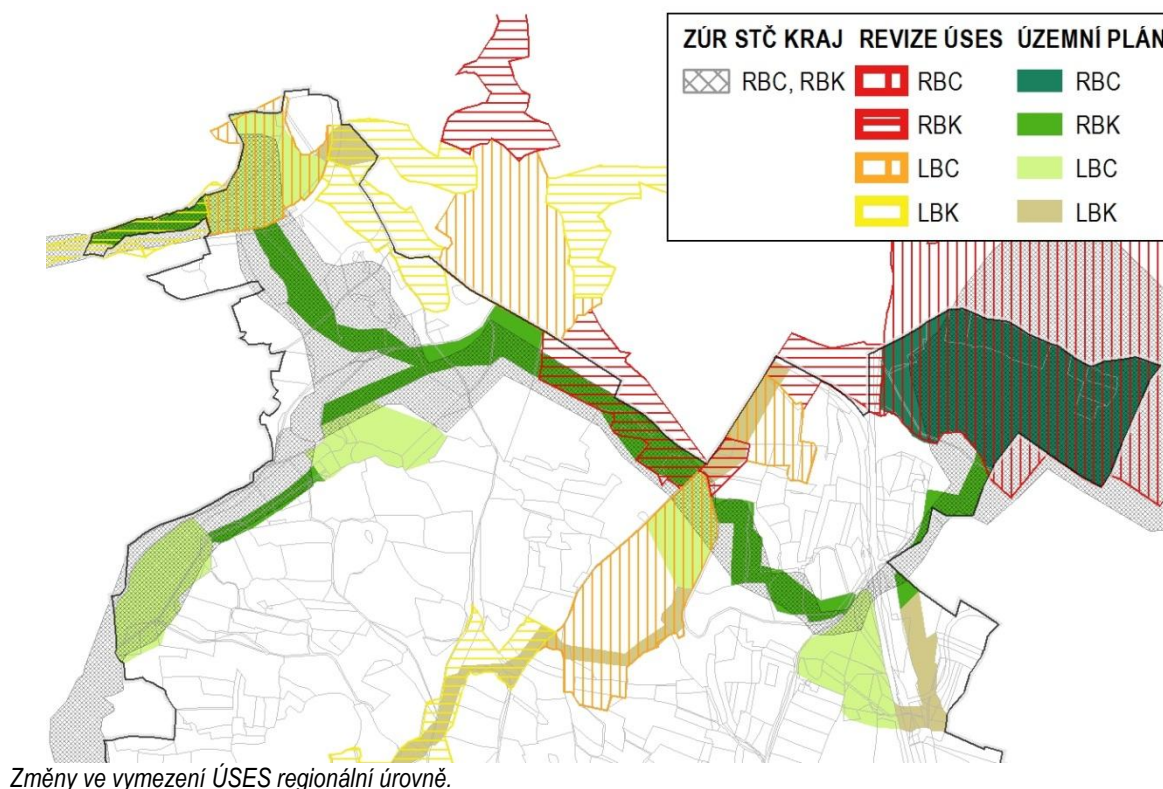 ZÚR STČ KRAJ REVIZE ÚSES ÚZEMNÍ PLÁN
RBC, RBK RBC RBC
RBK RBK
LBC LBC
LBK LBK
Změny ve vymezení ÚSES regionální úrovně.